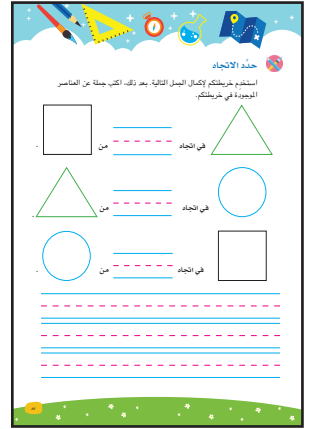 حدِّد الاتجاه
استخدِم خريطتكم لإكمال الجمل التالية. بعد ذلك، اكتب جملة عن العناصر
الموجودة في خريطتكم.
في اتجاه من .
في اتجاه من .
في اتجاه من .